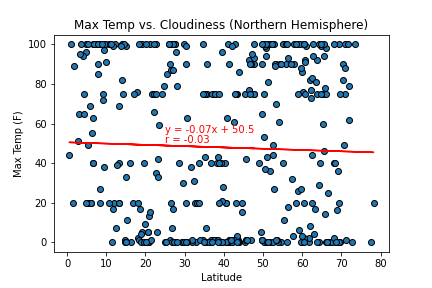 Max Temp vs. Cloudiness (Northern Hemisphere)
100
80
60
40
20
0
Max Temp (F)
y = -0.07x + 50.5
r = -0.03
0 10 20 30 40 50 60 70 80
Latitude